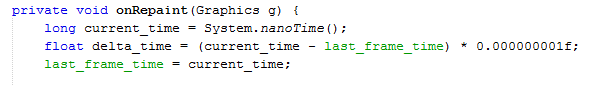 private void onRepaint(Graphics g) {
    long current_time = System.nanoTime();
    float delta_time = (current_time - last_frame_time) * 0.000000001f;
    last_frame_time = current_time;